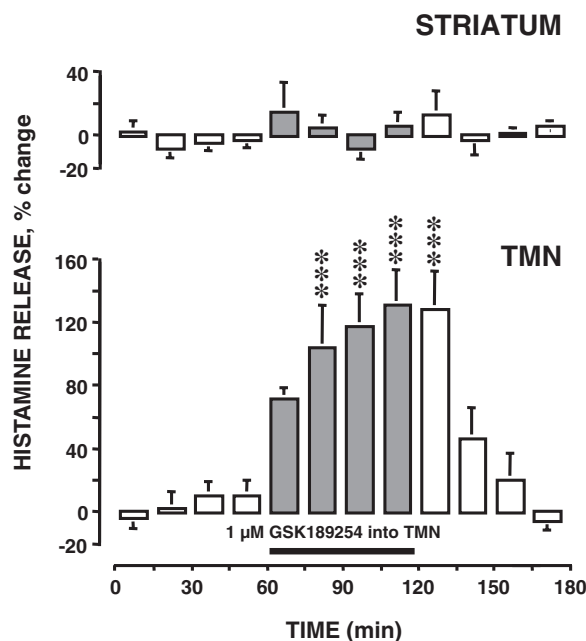 STRIATUM
40
20
0
-20
HISTAMINE RELEASE, % change
TMN
160
120
80
40
0
-20
*** *** *** ***
1 µM GSK189254 into TMN
0 30 60 90 120 150 180
TIME (min)